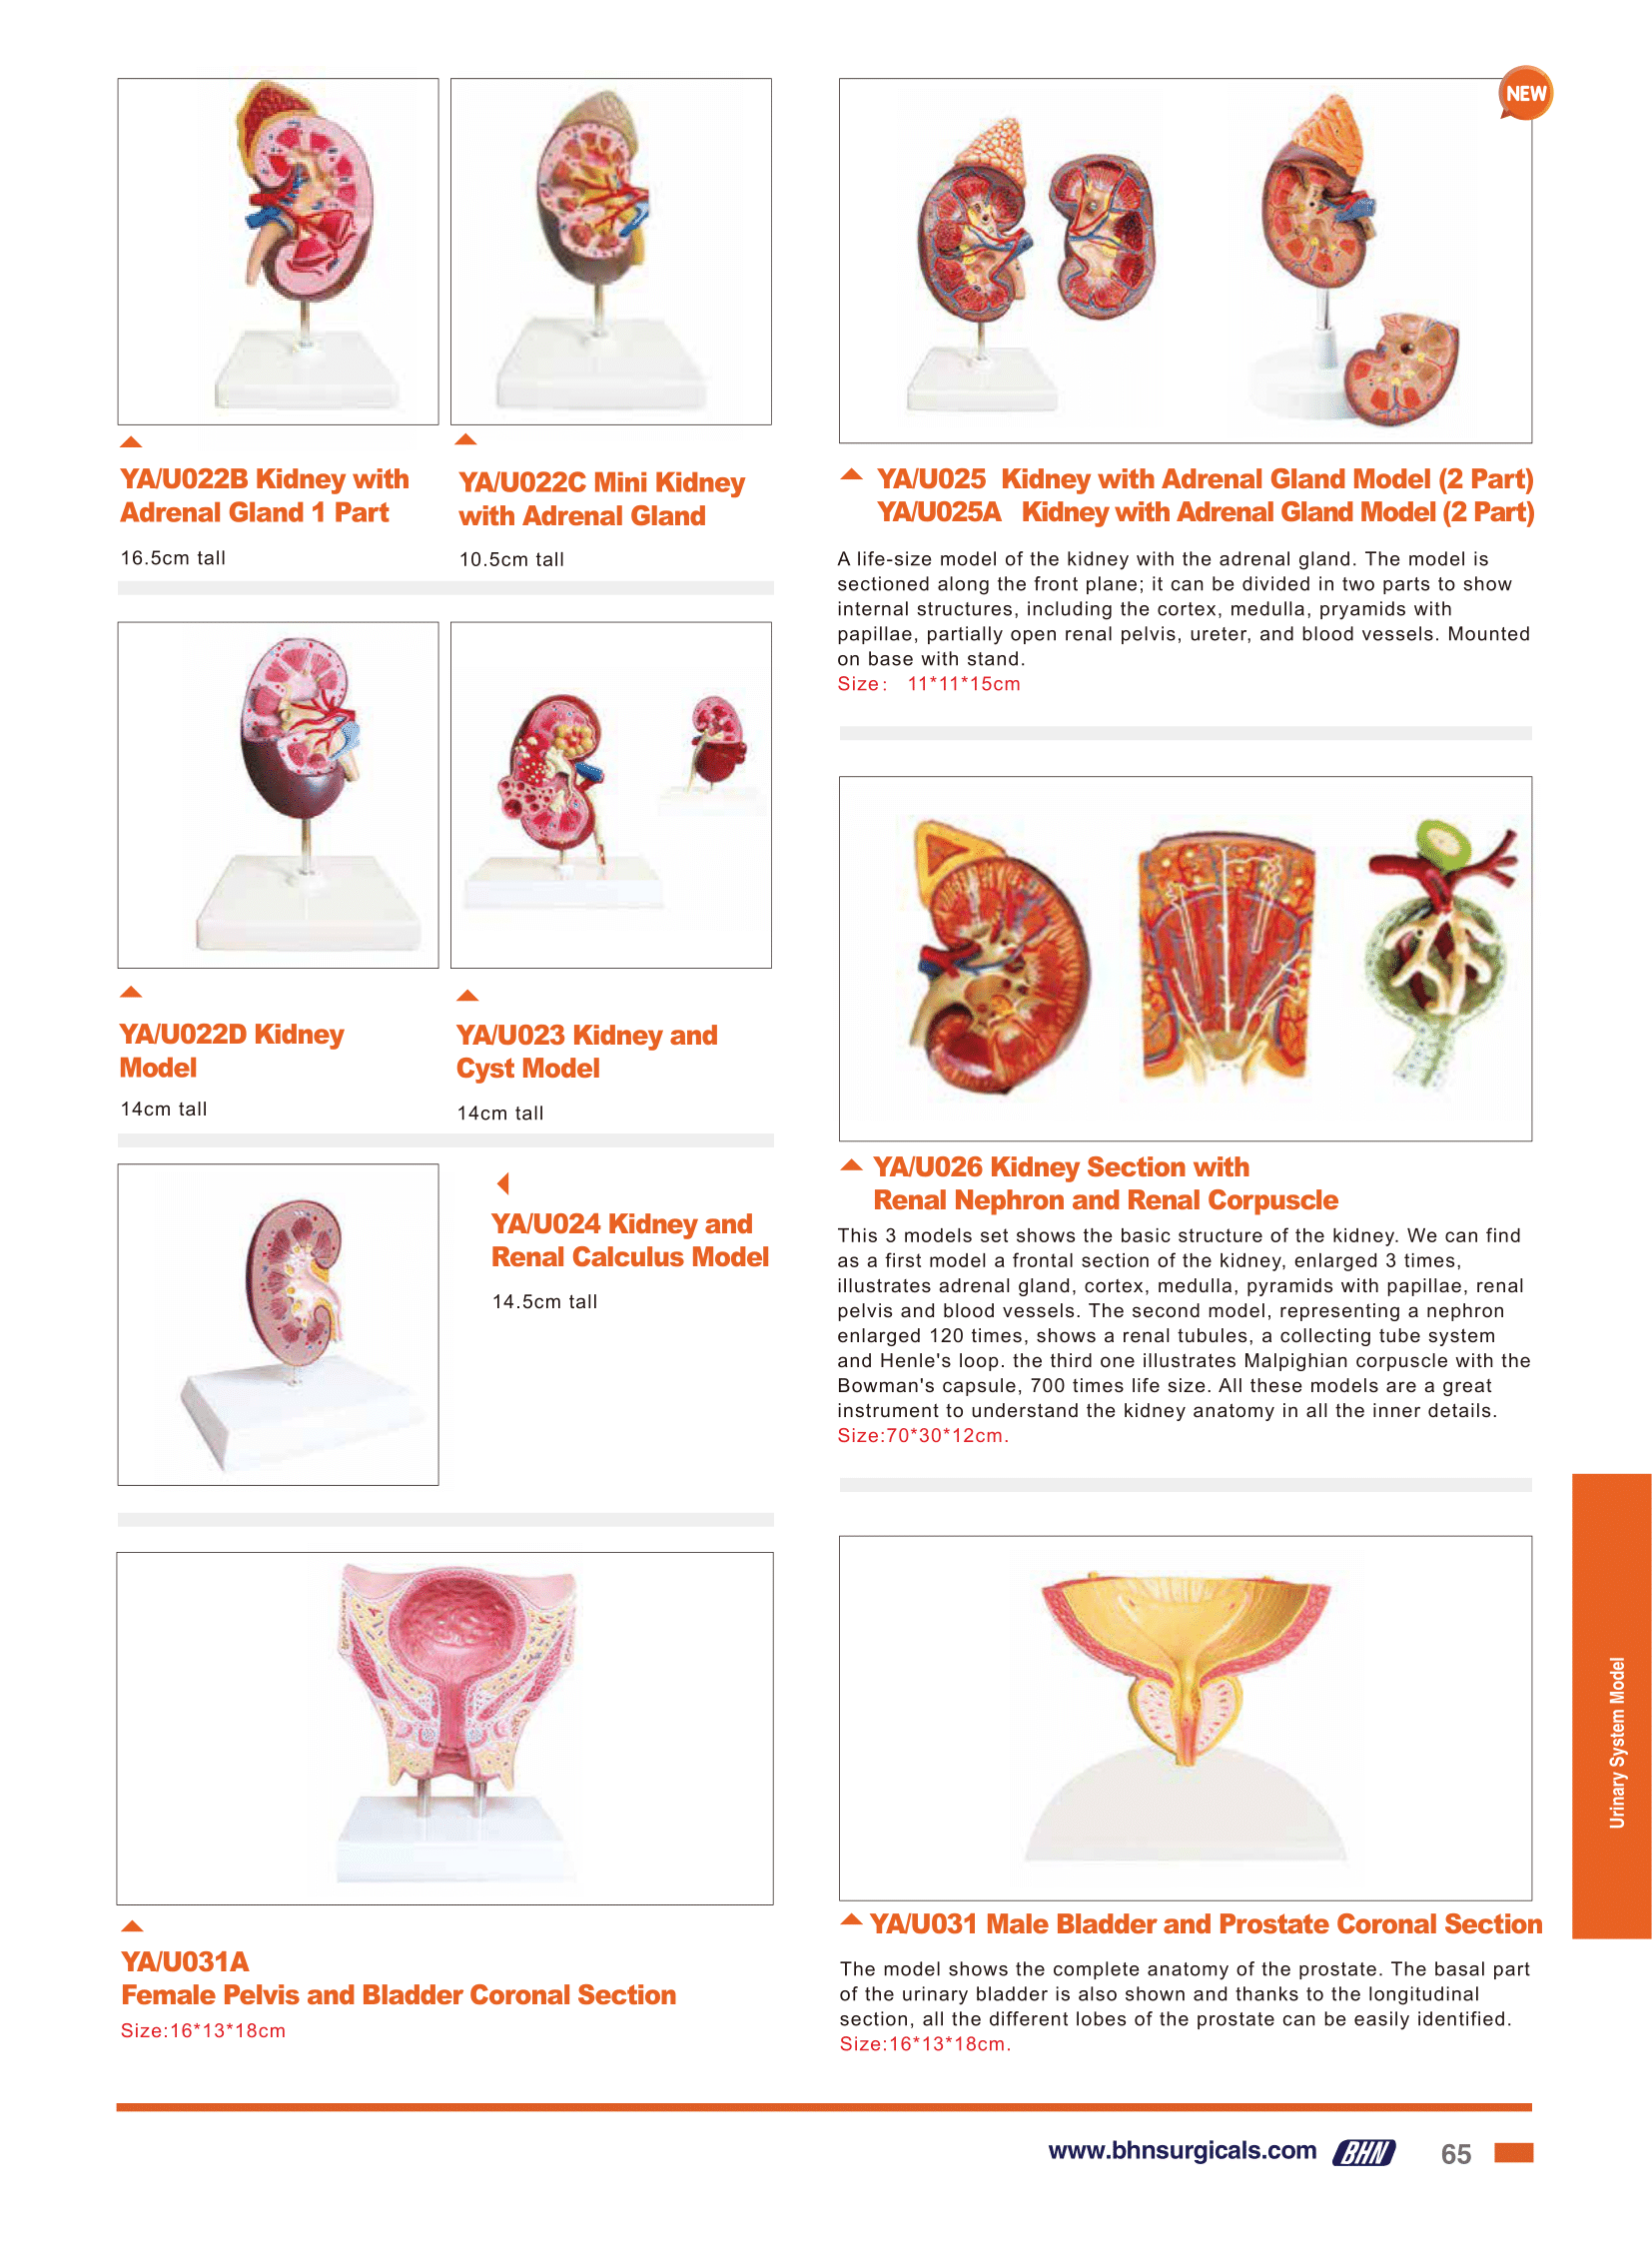 YA/U022B Kidney with
Adrenal Gland 1 Part
16.5cm tall
YA/U022C Mini Kidney
with Adrenal Gland
10.5cm tall
YA/U022D Kidney
Model
14cm tall
YA/U023 Kidney and
Cyst Model
14cm tall
YA/U024 Kidney and
Renal Calculus Model
14.5cm tall
YA/U031A
Female Pelvis and Bladder Coronal Section
Size:16*13*18cm
NEW
YA/U025 Kidney with Adrenal Gland Model (2 Part)
YA/U025A Kidney with Adrenal Gland Model (2 Part)
A life-size model of the kidney with the adrenal gland. The model is
sectioned along the front plane; it can be divided in two parts to show
internal structures, including the cortex, medulla, pryamids with
papillae, partially open renal pelvis, ureter, and blood vessels. Mounted
on base with stand.
Size: 11*11*15cm
YA/U026 Kidney Section with
Renal Nephron and Renal Corpuscle
This 3 models set shows the basic structure of the kidney. We can find
as a first model a frontal section of the kidney, enlarged 3 times,
illustrates adrenal gland, cortex, medulla, pyramids with papillae, renal
pelvis and blood vessels. The second model, representing a nephron
enlarged 120 times, shows a renal tubules, a collecting tube system
and Henle's loop. the third one illustrates Malpighian corpuscle with the
Bowman's capsule, 700 times life size. All these models are a great
instrument to understand the kidney anatomy in all the inner details.
Size:70*30*12cm.
YA/U031 Male Bladder and Prostate Coronal Section
The model shows the complete anatomy of the prostate. The basal part
of the urinary bladder is also shown and thanks to the longitudinal
section, all the different lobes of the prostate can be easily identified.
Size:16*13*18cm.
Urinary System Model
www.bhnsurgicals.com BHN 65